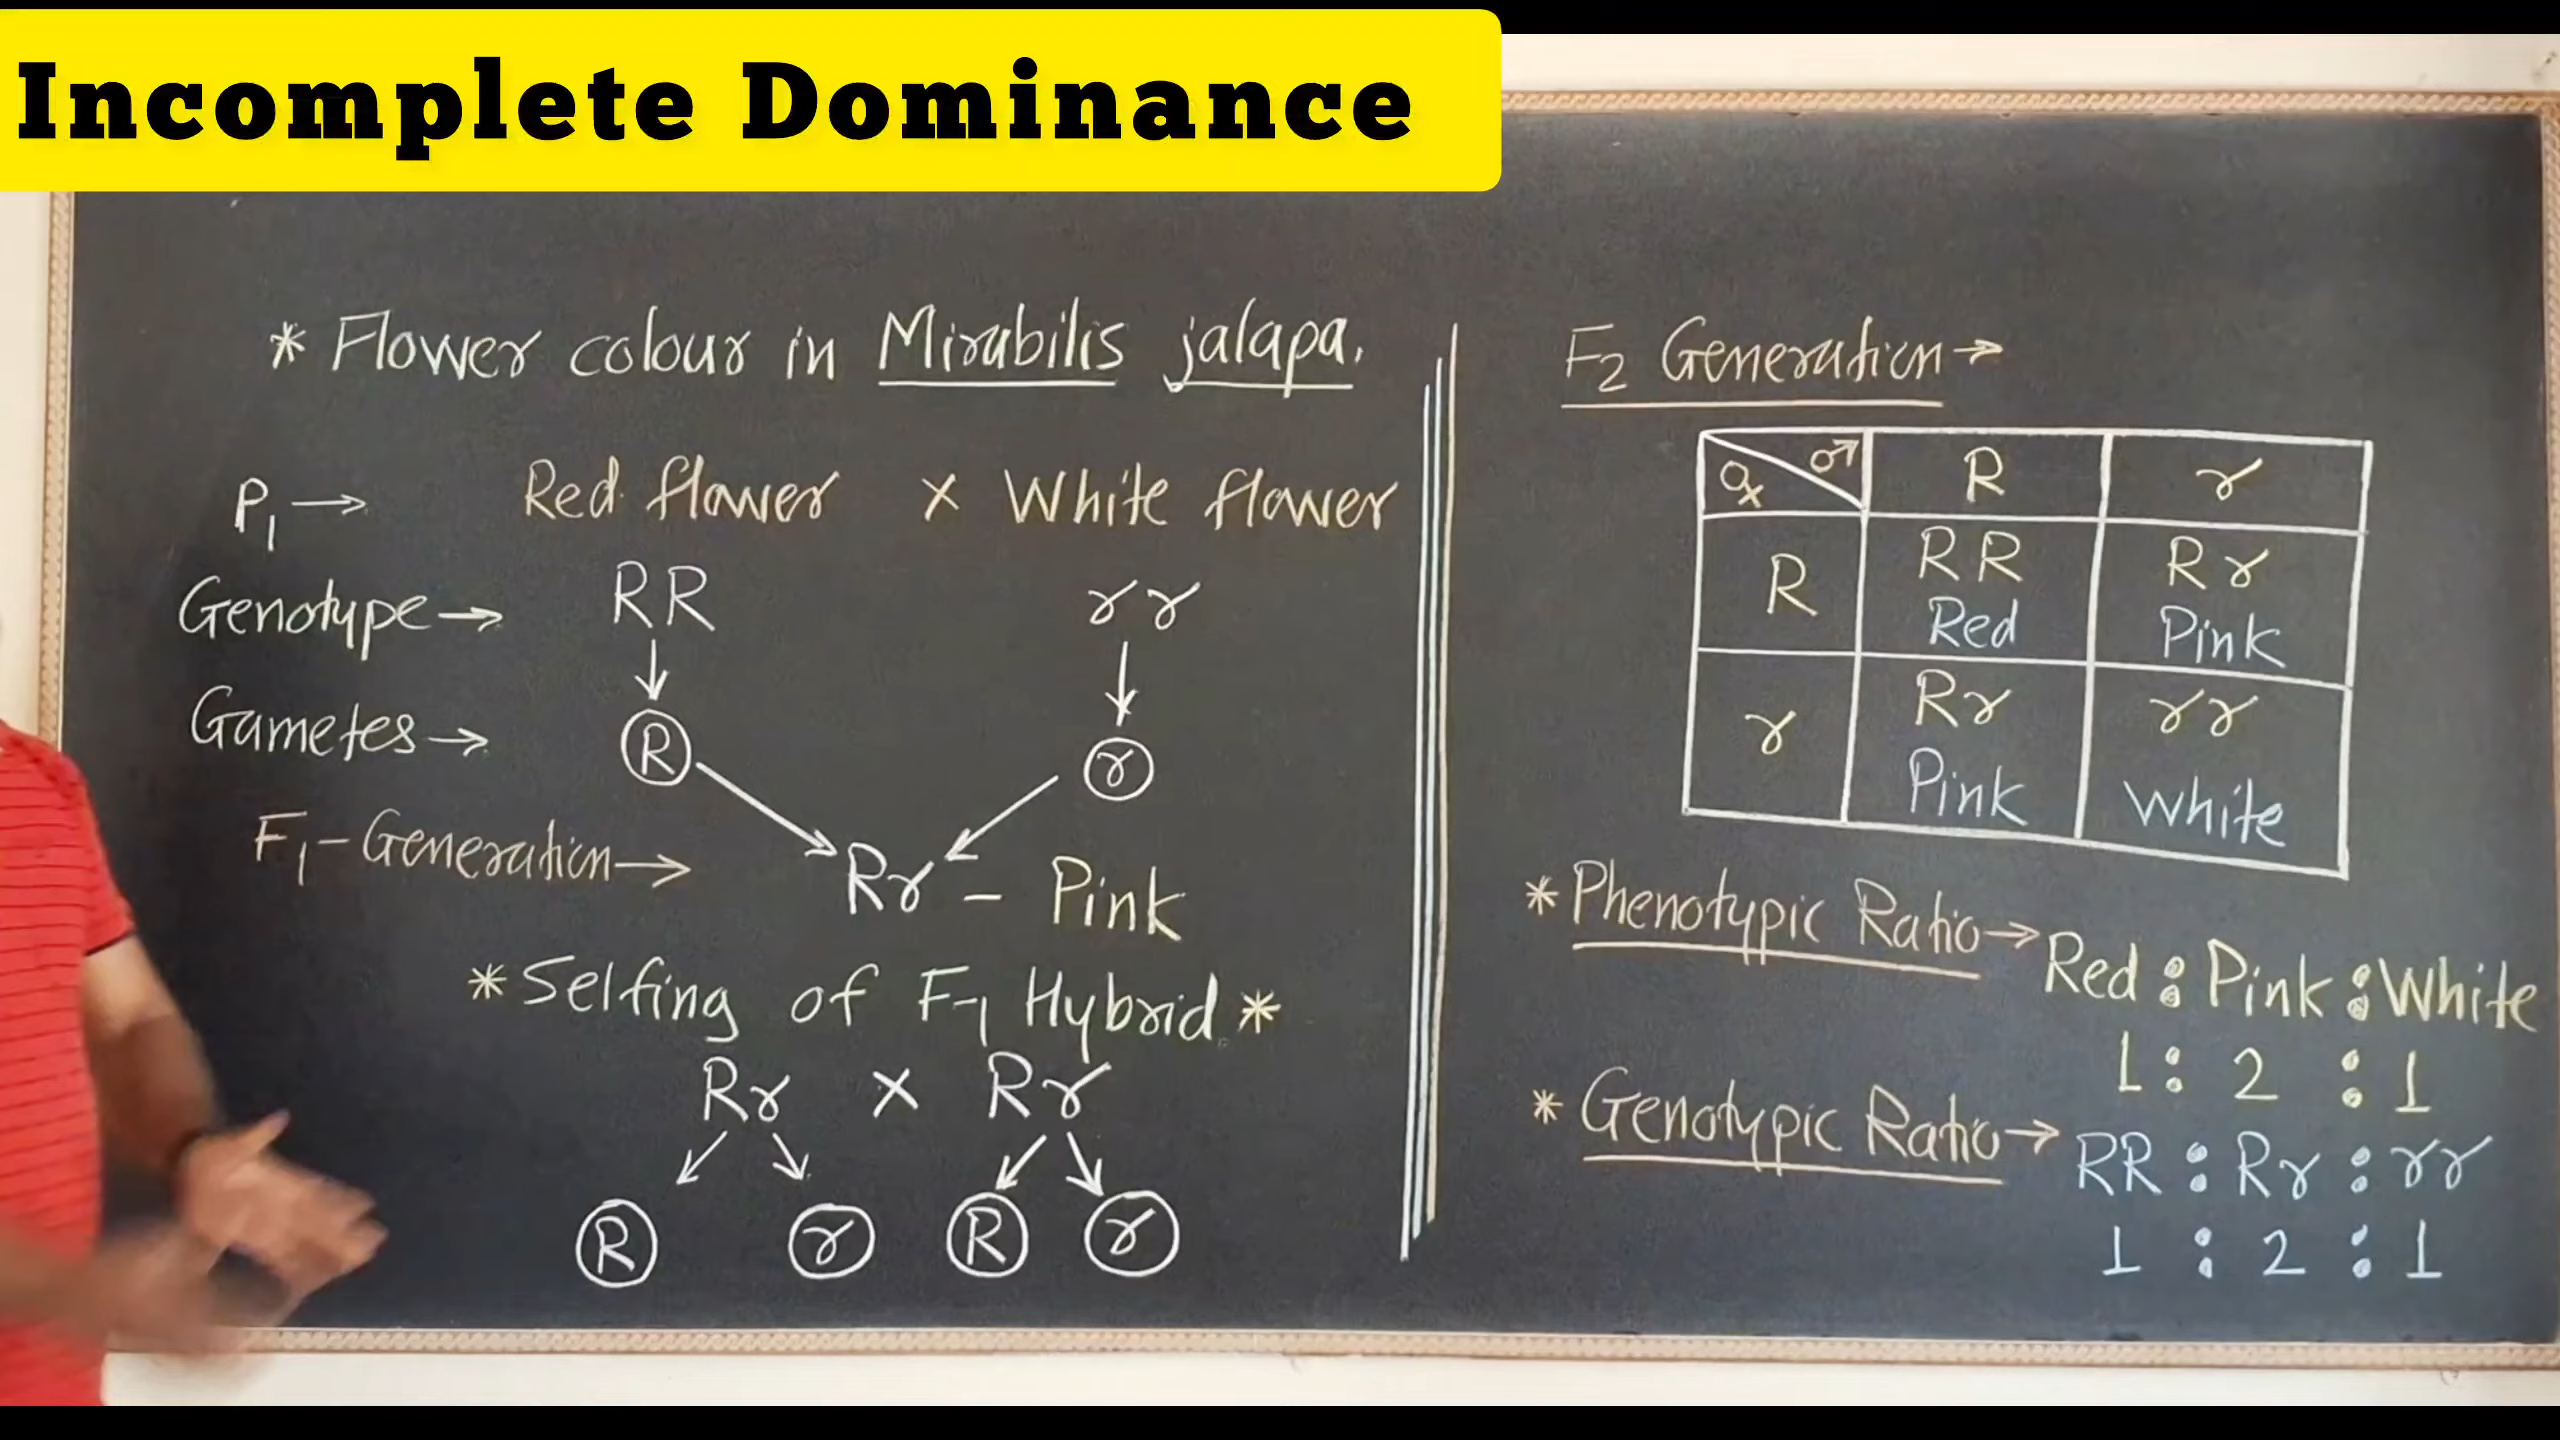 Incomplete Dominance
* Flower colour in Mirabilis jalapa.
P1 → Red flower × White flower
Genotype → RR rr
Gametes → R r
F1-Generation → Rr - Pink
* Selfing of F1 Hybrid. *
Rr × Rr
R r R r
F2 Generation →
♀ ♂ R r
R RR Rr
Red Pink
r Rr rr
Pink White
* Phenotypic Ratio → Red : Pink : White
1 : 2 : 1
* Genotypic Ratio → RR : Rr : rr
1 : 2 : 1